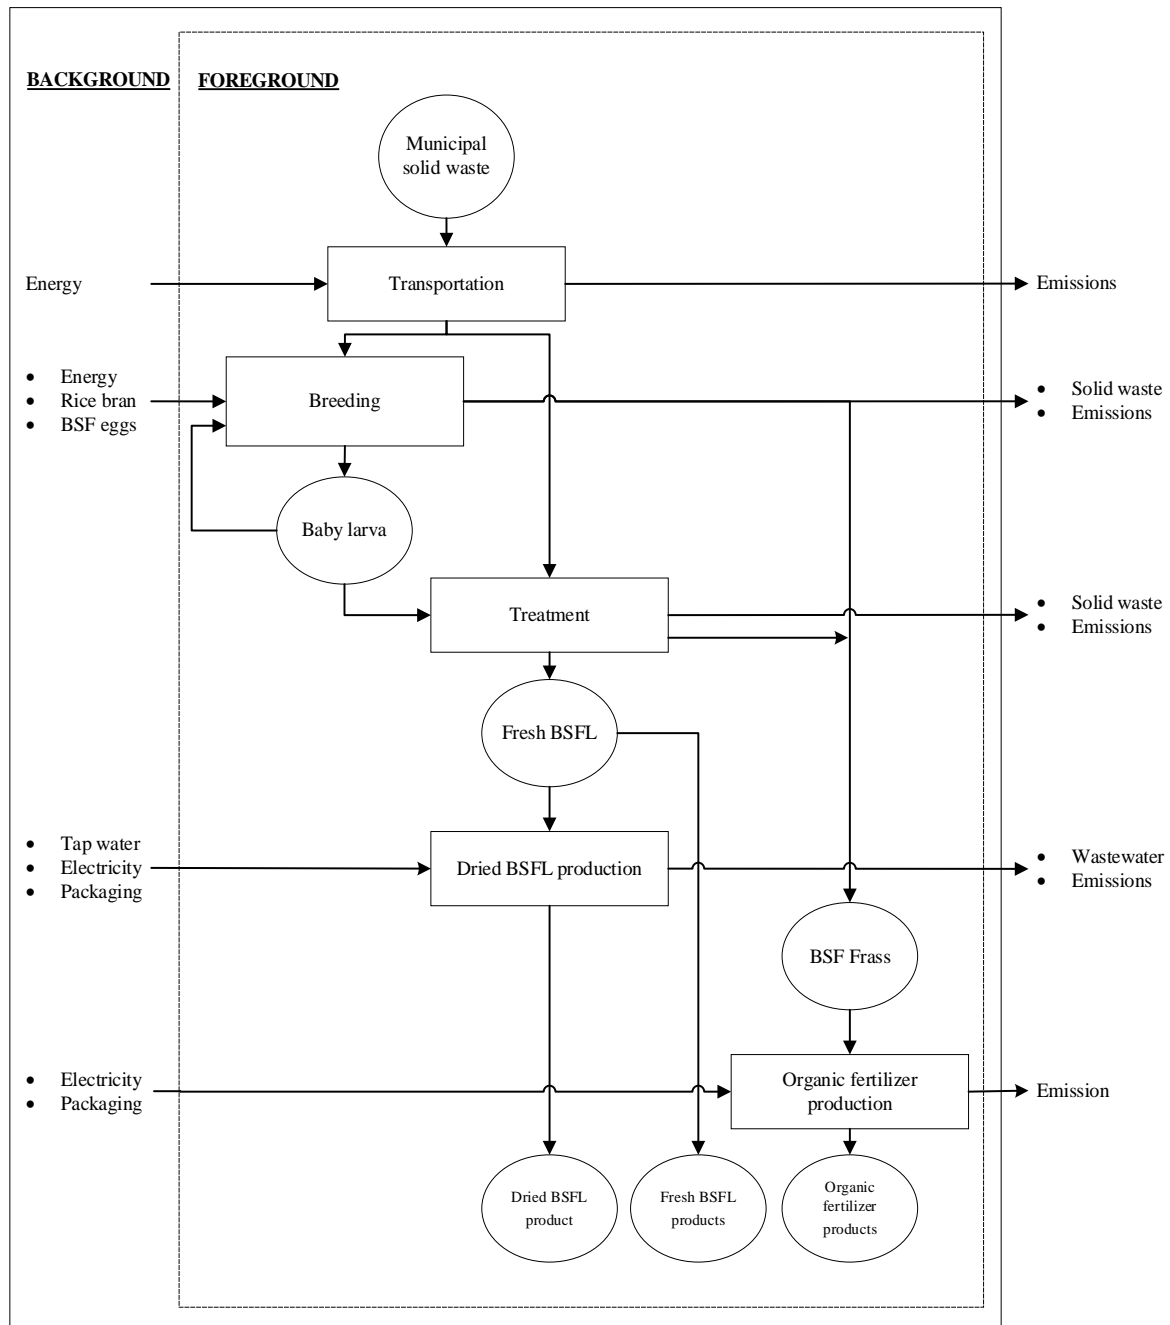 BACKGROUND
FOREGROUND
Municipal
solid waste
Energy
Transportation
Emissions
• Energy
• Rice bran
• BSF eggs
Breeding
• Solid waste
• Emissions
Baby larva
Treatment
• Solid waste
• Emissions
Fresh BSFL
• Tap water
• Electricity
• Packaging
Dried BSFL production
• Wastewater
• Emissions
BSF Frass
• Electricity
• Packaging
Organic fertilizer
production
Emission
Dried BSFL
product
Fresh BSFL
products
Organic
fertilizer
products